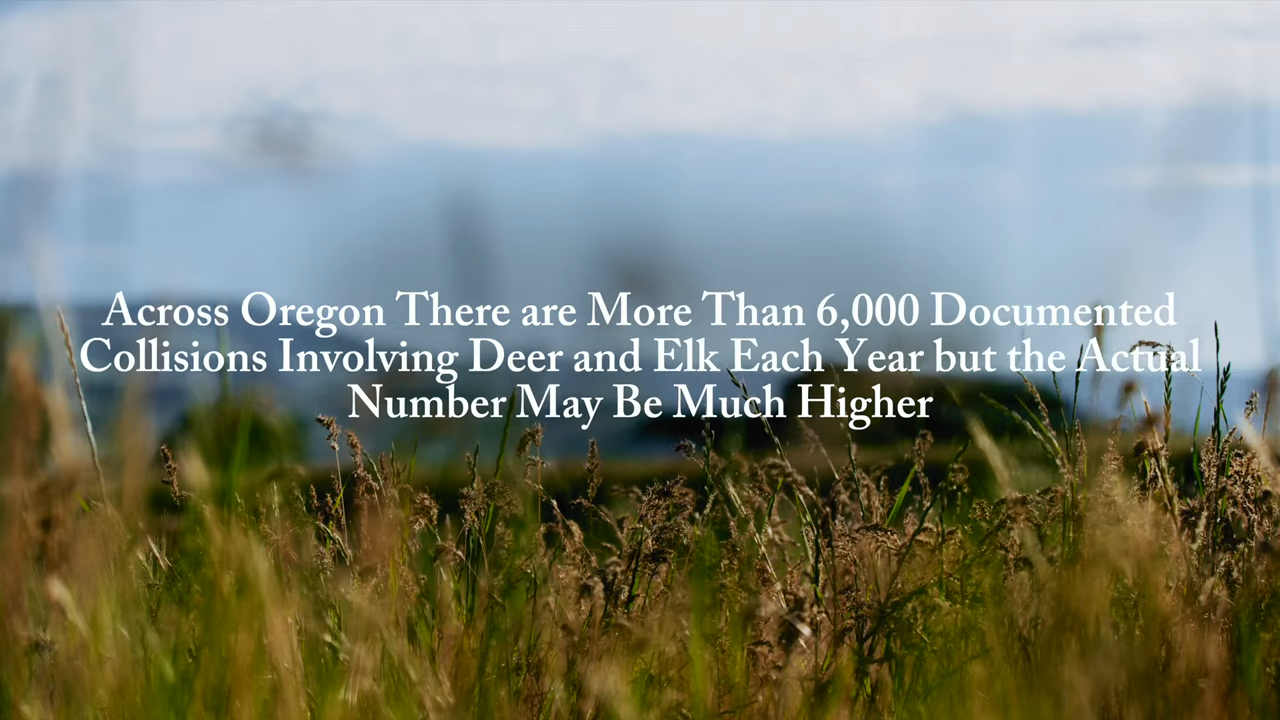 Across Oregon There are More Than 6,000 Documented
Collisions Involving Deer and Elk Each Year but the Actual
Number May Be Much Higher